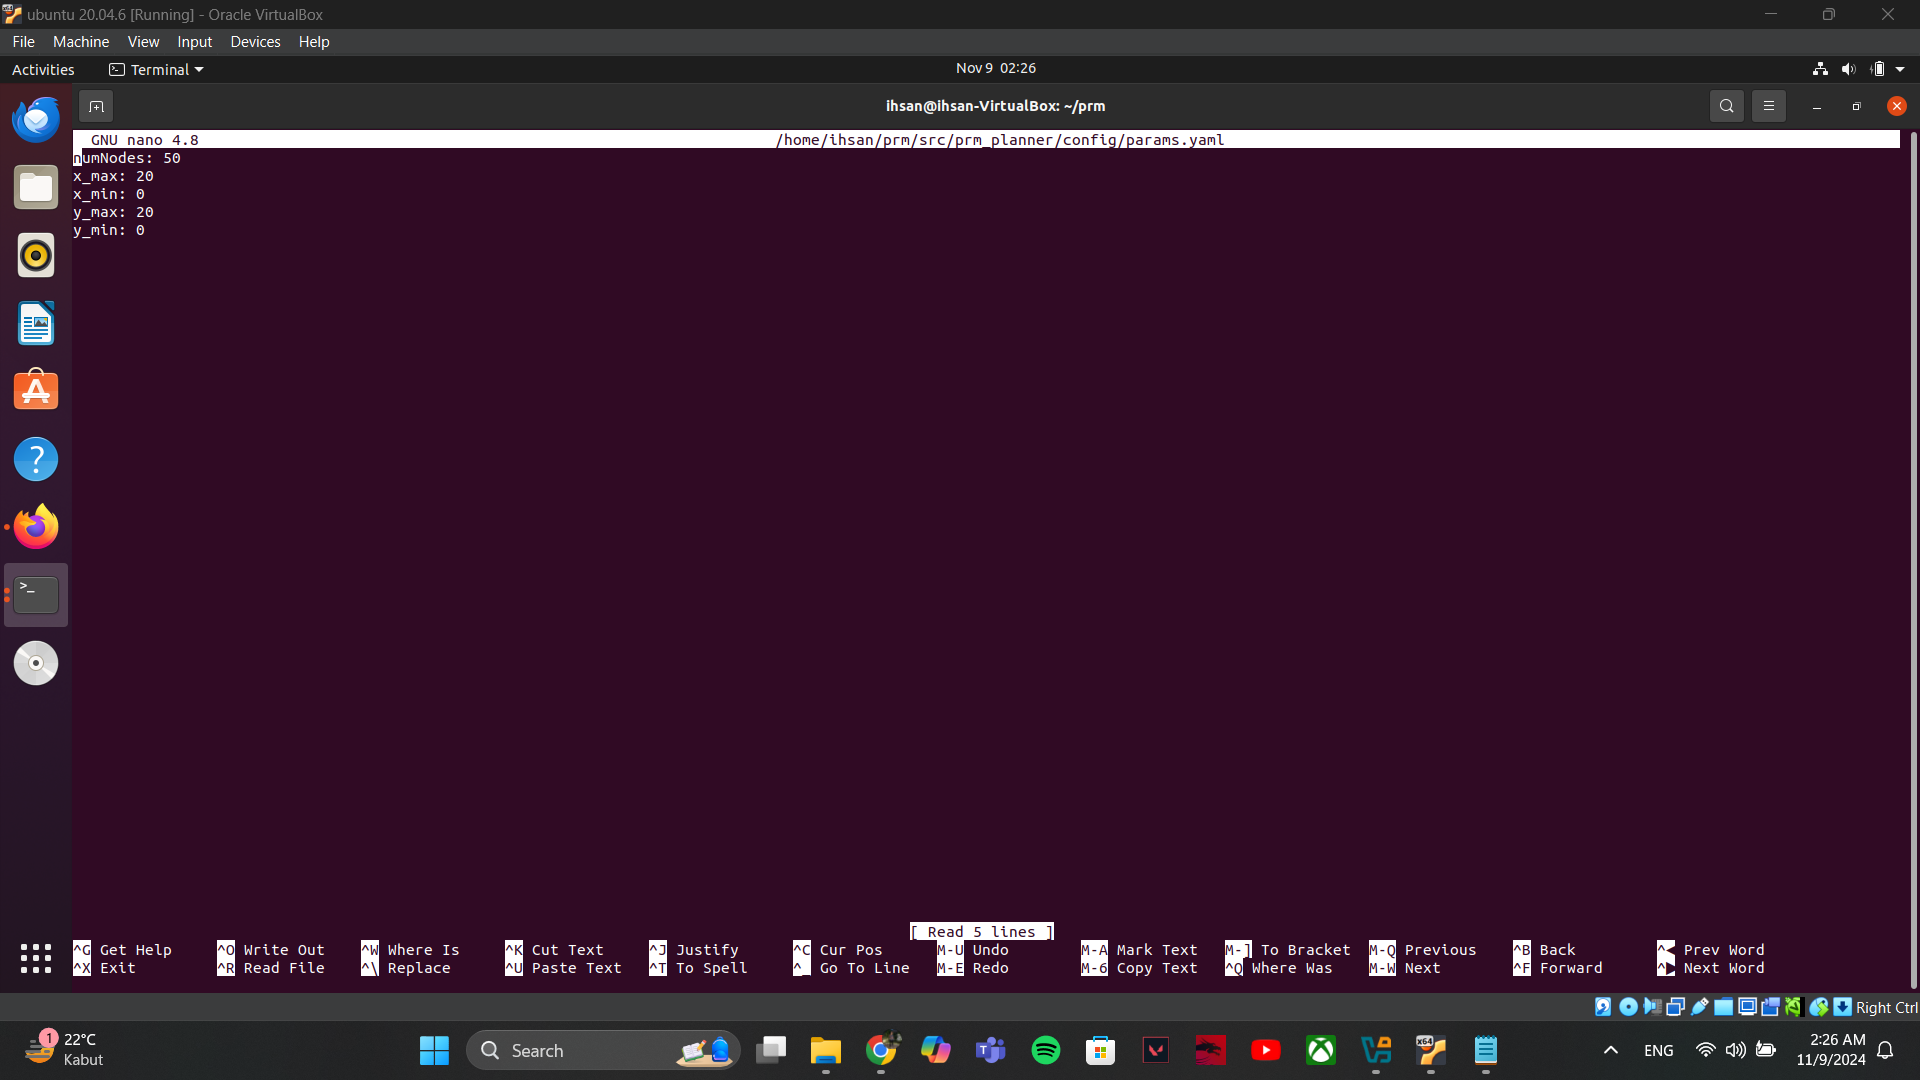 ubuntu 20.04.6 [Running] - Oracle VirtualBox
File Machine View Input Devices Help
Activities Terminal Nov 9 02:26
ihsan@ihsan-VirtualBox: ~/prm
GNU nano 4.8 /home/ihsan/prm/src/prm_planner/config/params.yaml
numNodes: 50
x_max: 20
x_min: 0
y_max: 20
y_min: 0
[ Read 5 lines ]
^G Get Help ^O Write Out ^W Where Is ^K Cut Text ^J Justify ^C Cur Pos M-U Undo M-A Mark Text M-] To Bracket M-Q Previous ^B Back ^◀ Prev Word
^X Exit ^R Read File ^\ Replace ^U Paste Text ^T To Spell ^_ Go To Line M-E Redo M-6 Copy Text ^Q Where Was M-W Next ^F Forward ^▶ Next Word
Right Ctrl
1 22°C
Kabut
Search
x64
ENG
2:26 AM
11/9/2024